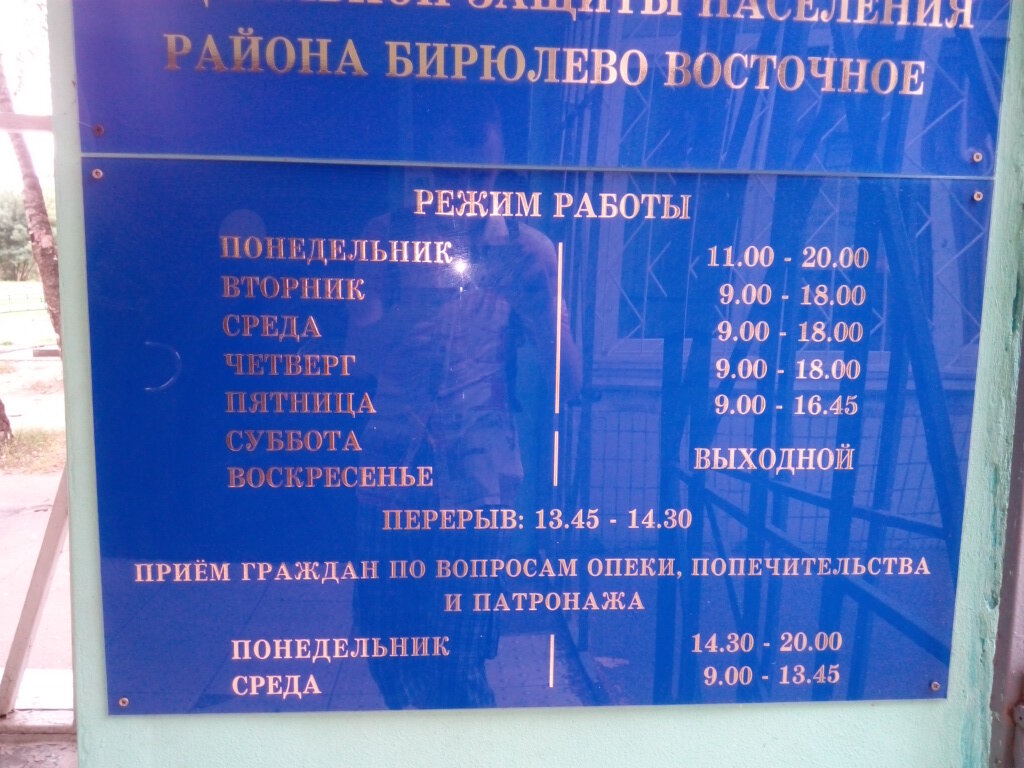 ЗАЩИТЫ НАСЕЛЕНИЯ
РАЙОНА БИРЮЛЕВО ВОСТОЧНОЕ
РЕЖИМ РАБОТЫ
ПОНЕДЕЛЬНИК 11.00 - 20.00
ВТОРНИК 9.00 - 18.00
СРЕДА 9.00 - 18.00
ЧЕТВЕРГ 9.00 - 18.00
ПЯТНИЦА 9.00 - 16.45
СУББОТА
ВОСКРЕСЕНЬЕ ВЫХОДНОЙ
ПЕРЕРЫВ: 13.45 - 14.30
ПРИЁМ ГРАЖДАН ПО ВОПРОСАМ ОПЕКИ, ПОПЕЧИТЕЛЬСТВА
И ПАТРОНАЖА
ПОНЕДЕЛЬНИК 14.30 - 20.00
СРЕДА 9.00 - 13.45